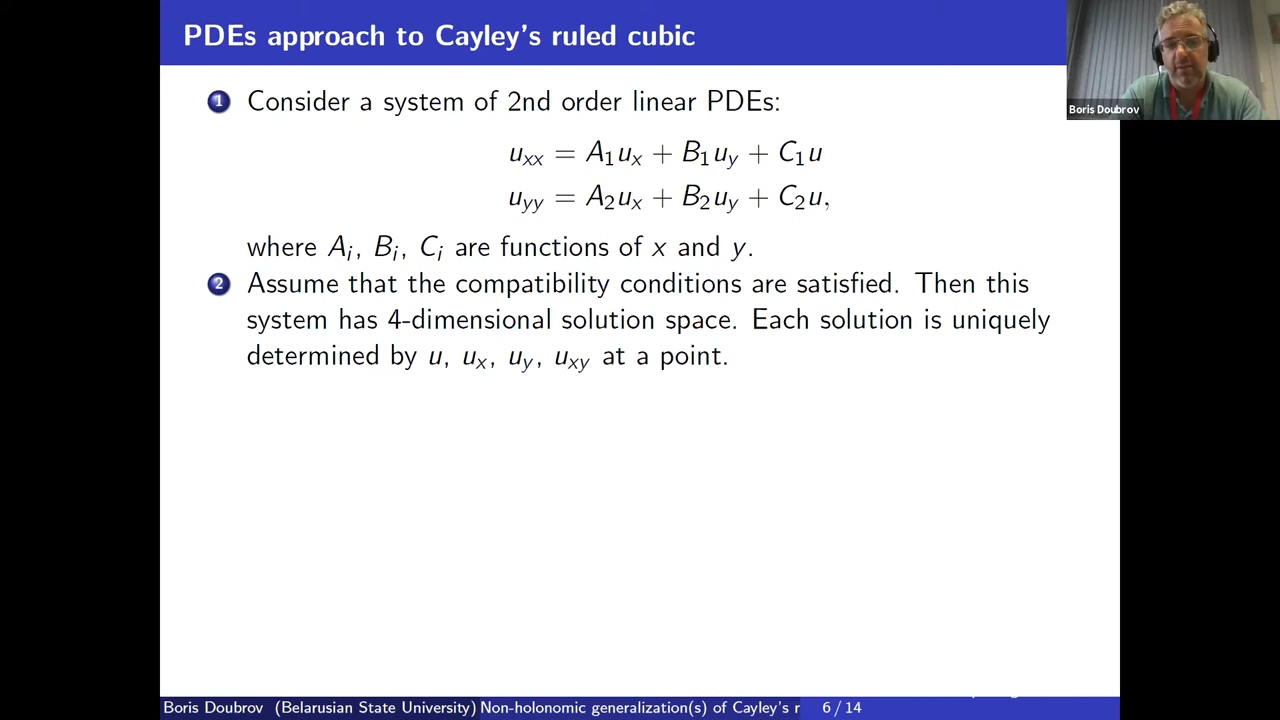 PDEs approach to Cayley's ruled cubic
Boris Doubrov
1 Consider a system of 2nd order linear PDEs:
u_xx = A_1u_x + B_1u_y + C_1u
u_yy = A_2u_x + B_2u_y + C_2u,
where A_i, B_i, C_i are functions of x and y.
2 Assume that the compatibility conditions are satisfied. Then this
system has 4-dimensional solution space. Each solution is uniquely
determined by u, u_x, u_y, u_xy at a point.
Boris Doubrov (Belarusian State University) Non-holonomic generalization(s) of Cayley's r 6 / 14